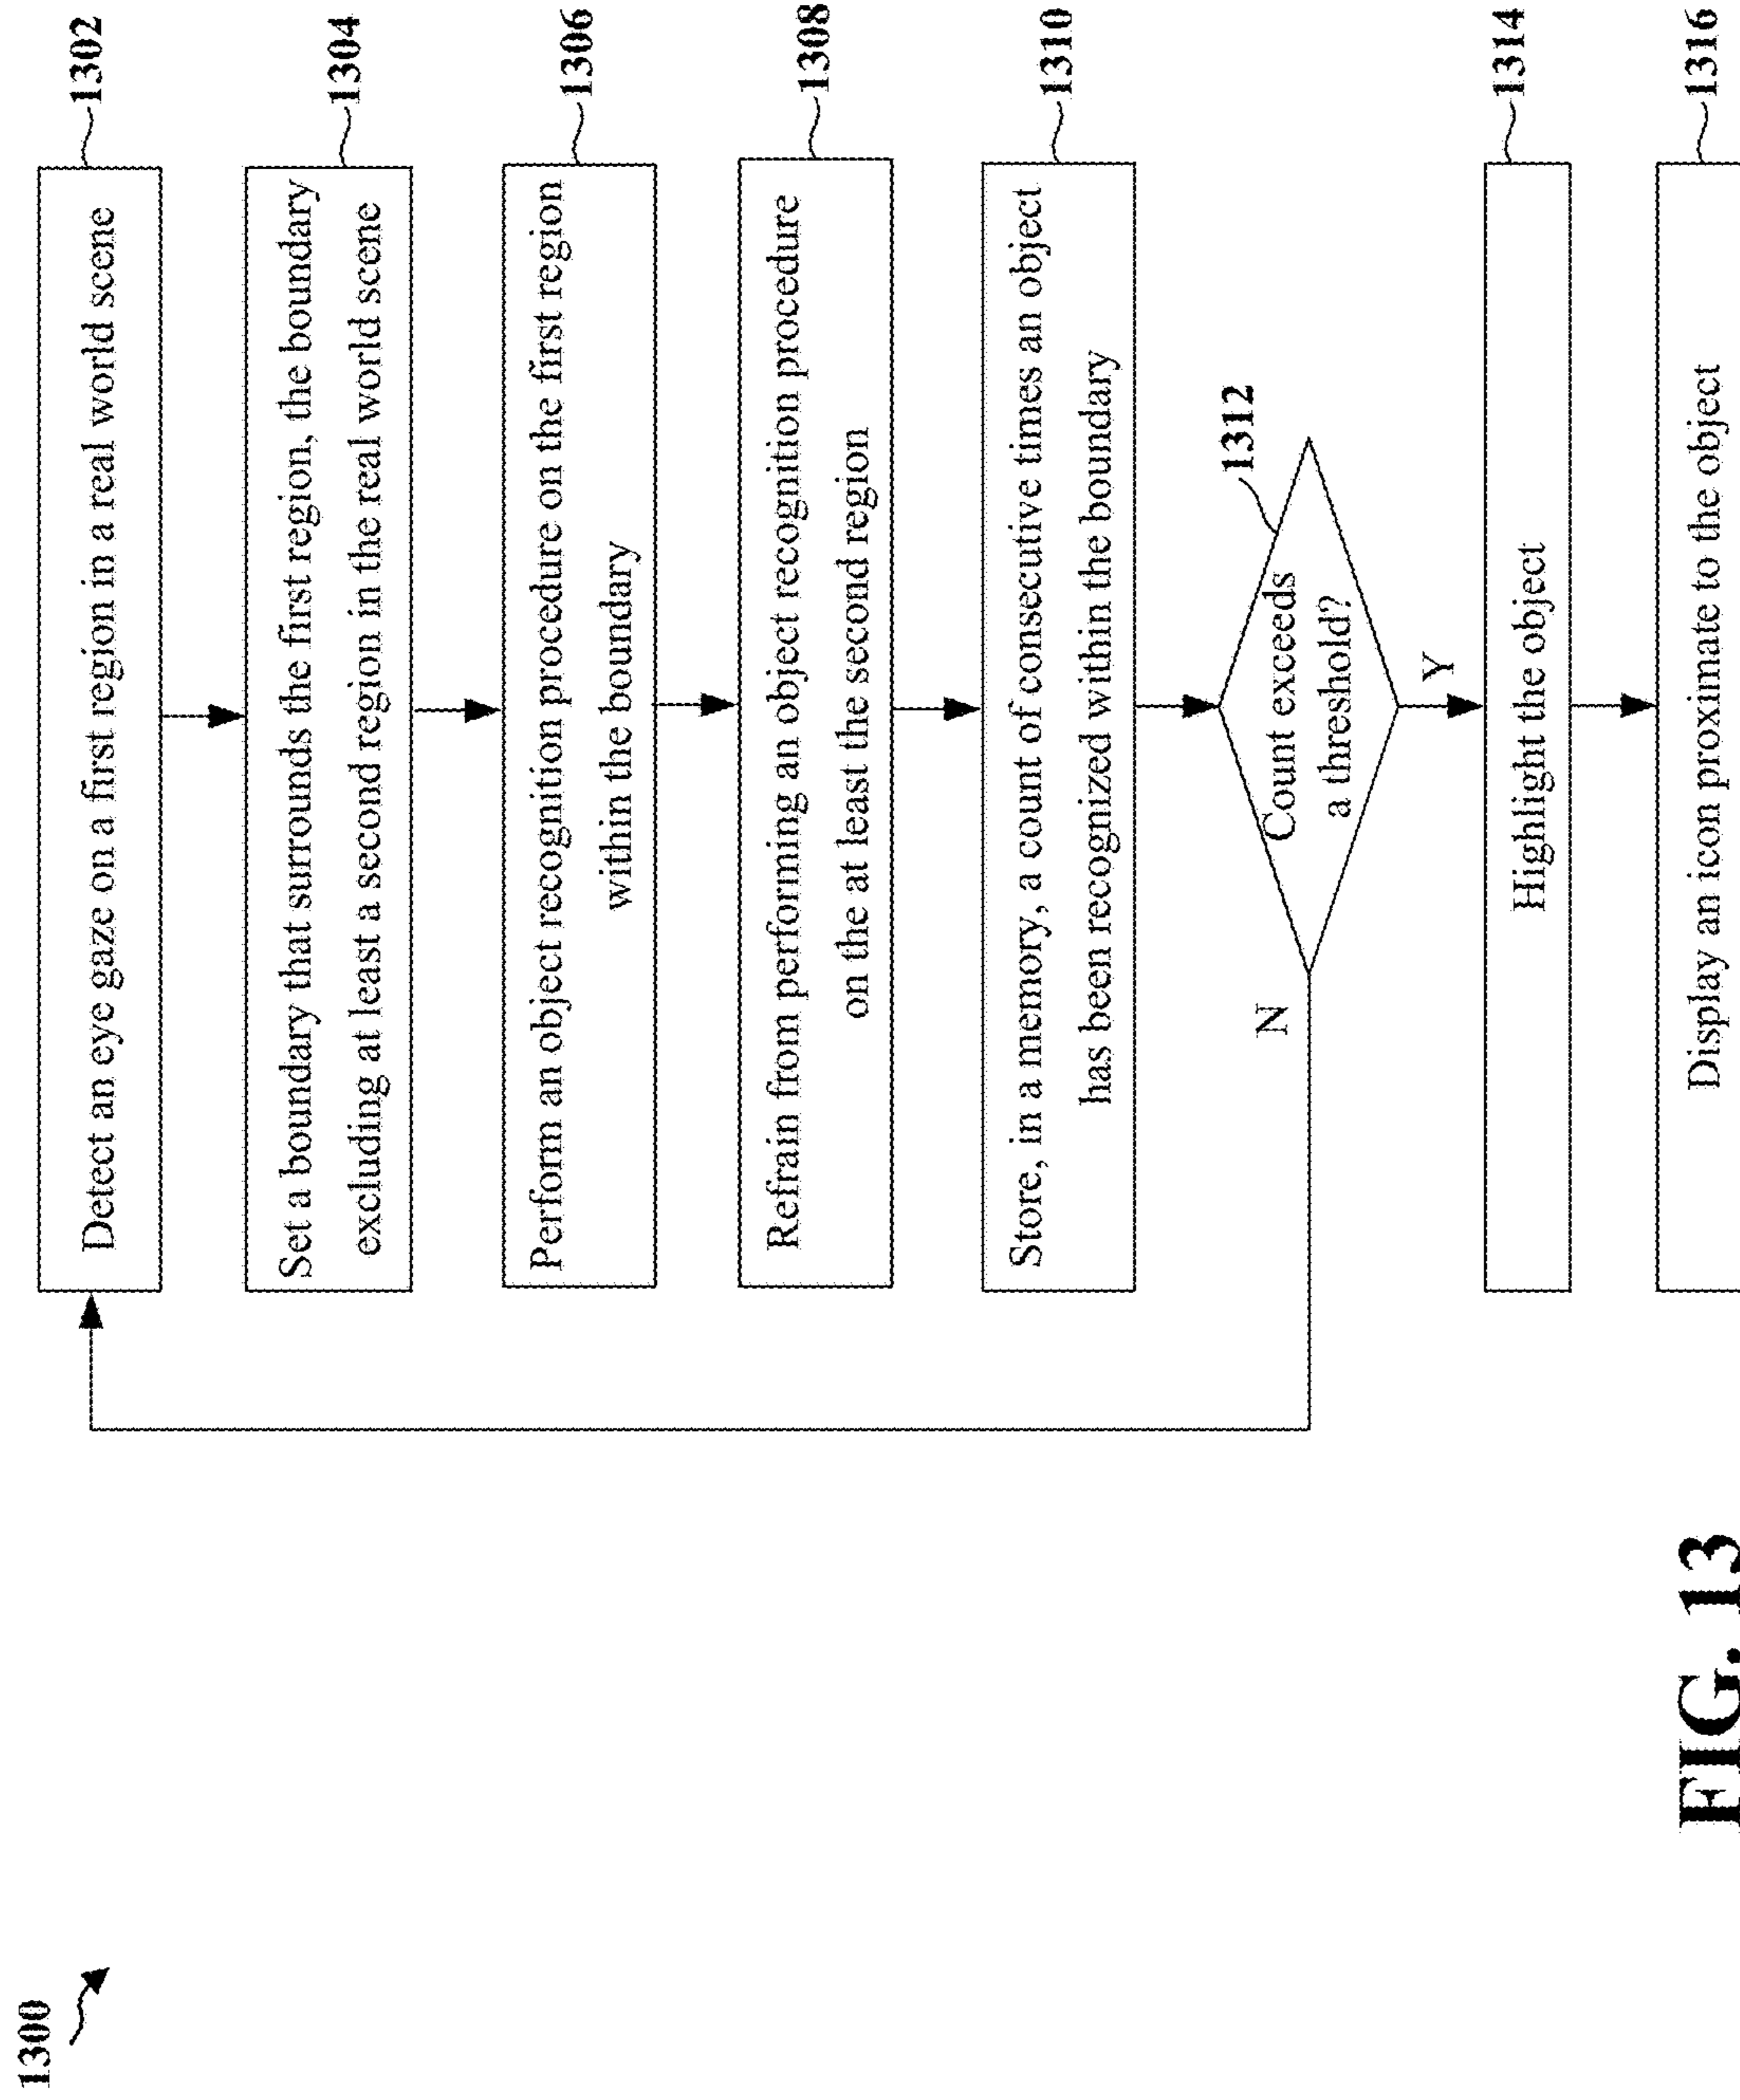 1300
Detect an eye gaze on a first region in a real world scene
1302
Set a boundary that surrounds the first region, the boundary
excluding at least a second region in the real world scene
1304
Perform an object recognition procedure on the first region
within the boundary
1306
Refrain from performing an object recognition procedure
on the at least the second region
1308
Store, in a memory, a count of consecutive times an object
has been recognized within the boundary
1310
1312
Count exceeds
a threshold?
N
Y
Highlight the object
1314
Display an icon proximate to the object
1316
FIG. 13